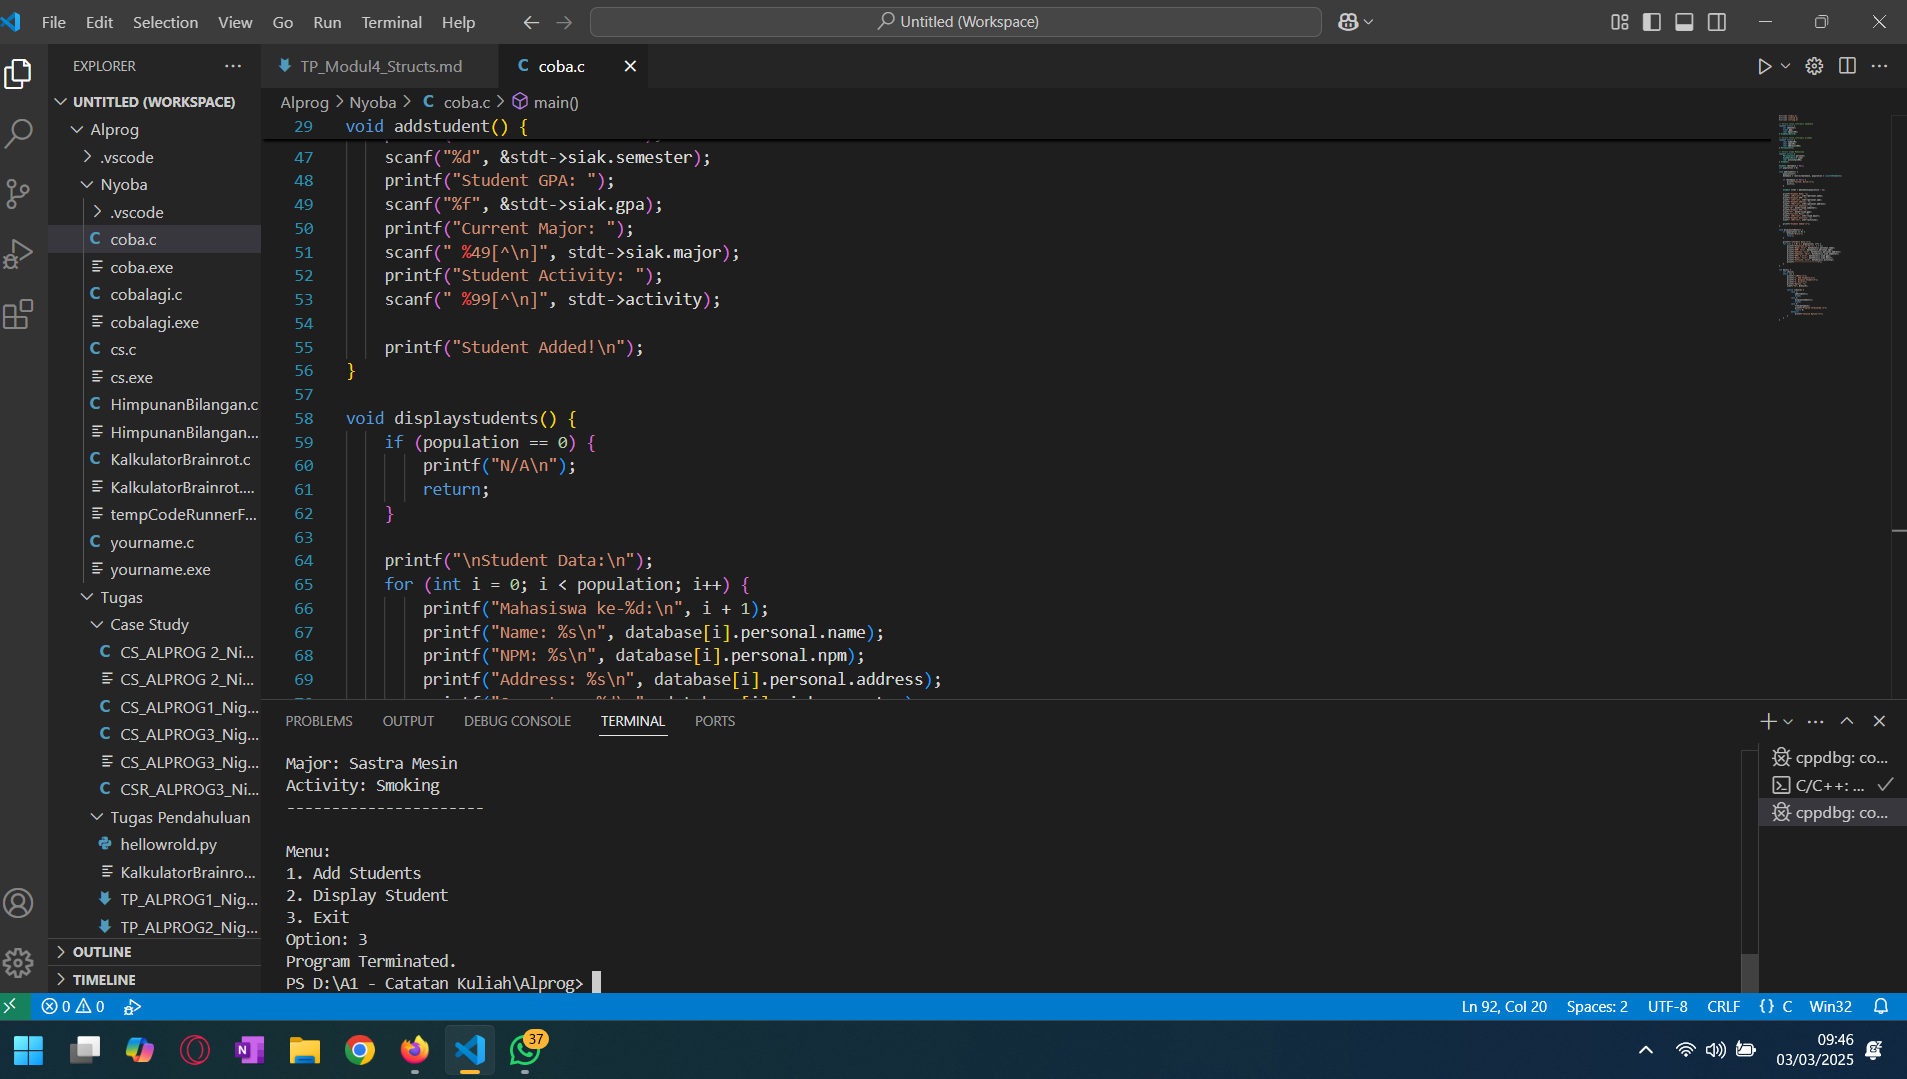 File Edit Selection View Go Run Terminal Help
Untitled (Workspace)
EXPLORER
UNTITLED (WORKSPACE)
Alprog
.vscode
Nyoba
.vscode
C coba.c
coba.exe
C cobalagi.c
cobalagi.exe
C cs.c
cs.exe
C HimpunanBilangan.c
HimpunanBilangan...
C KalkulatorBrainrot.c
KalkulatorBrainrot....
tempCodeRunnerF...
C yourname.c
yourname.exe
Tugas
Case Study
C CS_ALPROG 2_Ni...
CS_ALPROG 2_Ni...
C CS_ALPROG1_Nig...
C CS_ALPROG3_Nig...
CS_ALPROG3_Nig...
C CSR_ALPROG3_Ni...
Tugas Pendahuluan
hellowrold.py
KalkulatorBrainro...
TP_ALPROG1_Nig...
TP_ALPROG2_Nig...
OUTLINE
TIMELINE
TP_Modul4_Structs.md
C coba.c
Alprog > Nyoba > C coba.c > main()
29 void addstudent() {
47 scanf("%d", &stdt->siak.semester);
48 printf("Student GPA: ");
49 scanf("%f", &stdt->siak.gpa);
50 printf("Current Major: ");
51 scanf(" %49[^\n]", stdt->siak.major);
52 printf("Student Activity: ");
53 scanf(" %99[^\n]", stdt->activity);
54
55 printf("Student Added!\n");
56 }
57
58 void displaystudents() {
59 if (population == 0) {
60 printf("N/A\n");
61 return;
62 }
63
64 printf("\nStudent Data:\n");
65 for (int i = 0; i < population; i++) {
66 printf("Mahasiswa ke-%d:\n", i + 1);
67 printf("Name: %s\n", database[i].personal.name);
68 printf("NPM: %s\n", database[i].personal.npm);
69 printf("Address: %s\n", database[i].personal.address);
PROBLEMS OUTPUT DEBUG CONSOLE TERMINAL PORTS
Major: Sastra Mesin
Activity: Smoking
----------------------
Menu:
1. Add Students
2. Display Student
3. Exit
Option: 3
Program Terminated.
PS D:\A1 - Catatan Kuliah\Alprog>
cppdbg: co...
C/C++: ...
cppdbg: co...
0 0
Ln 92, Col 20 Spaces: 2 UTF-8 CRLF {} C Win32
37
09:46
03/03/2025